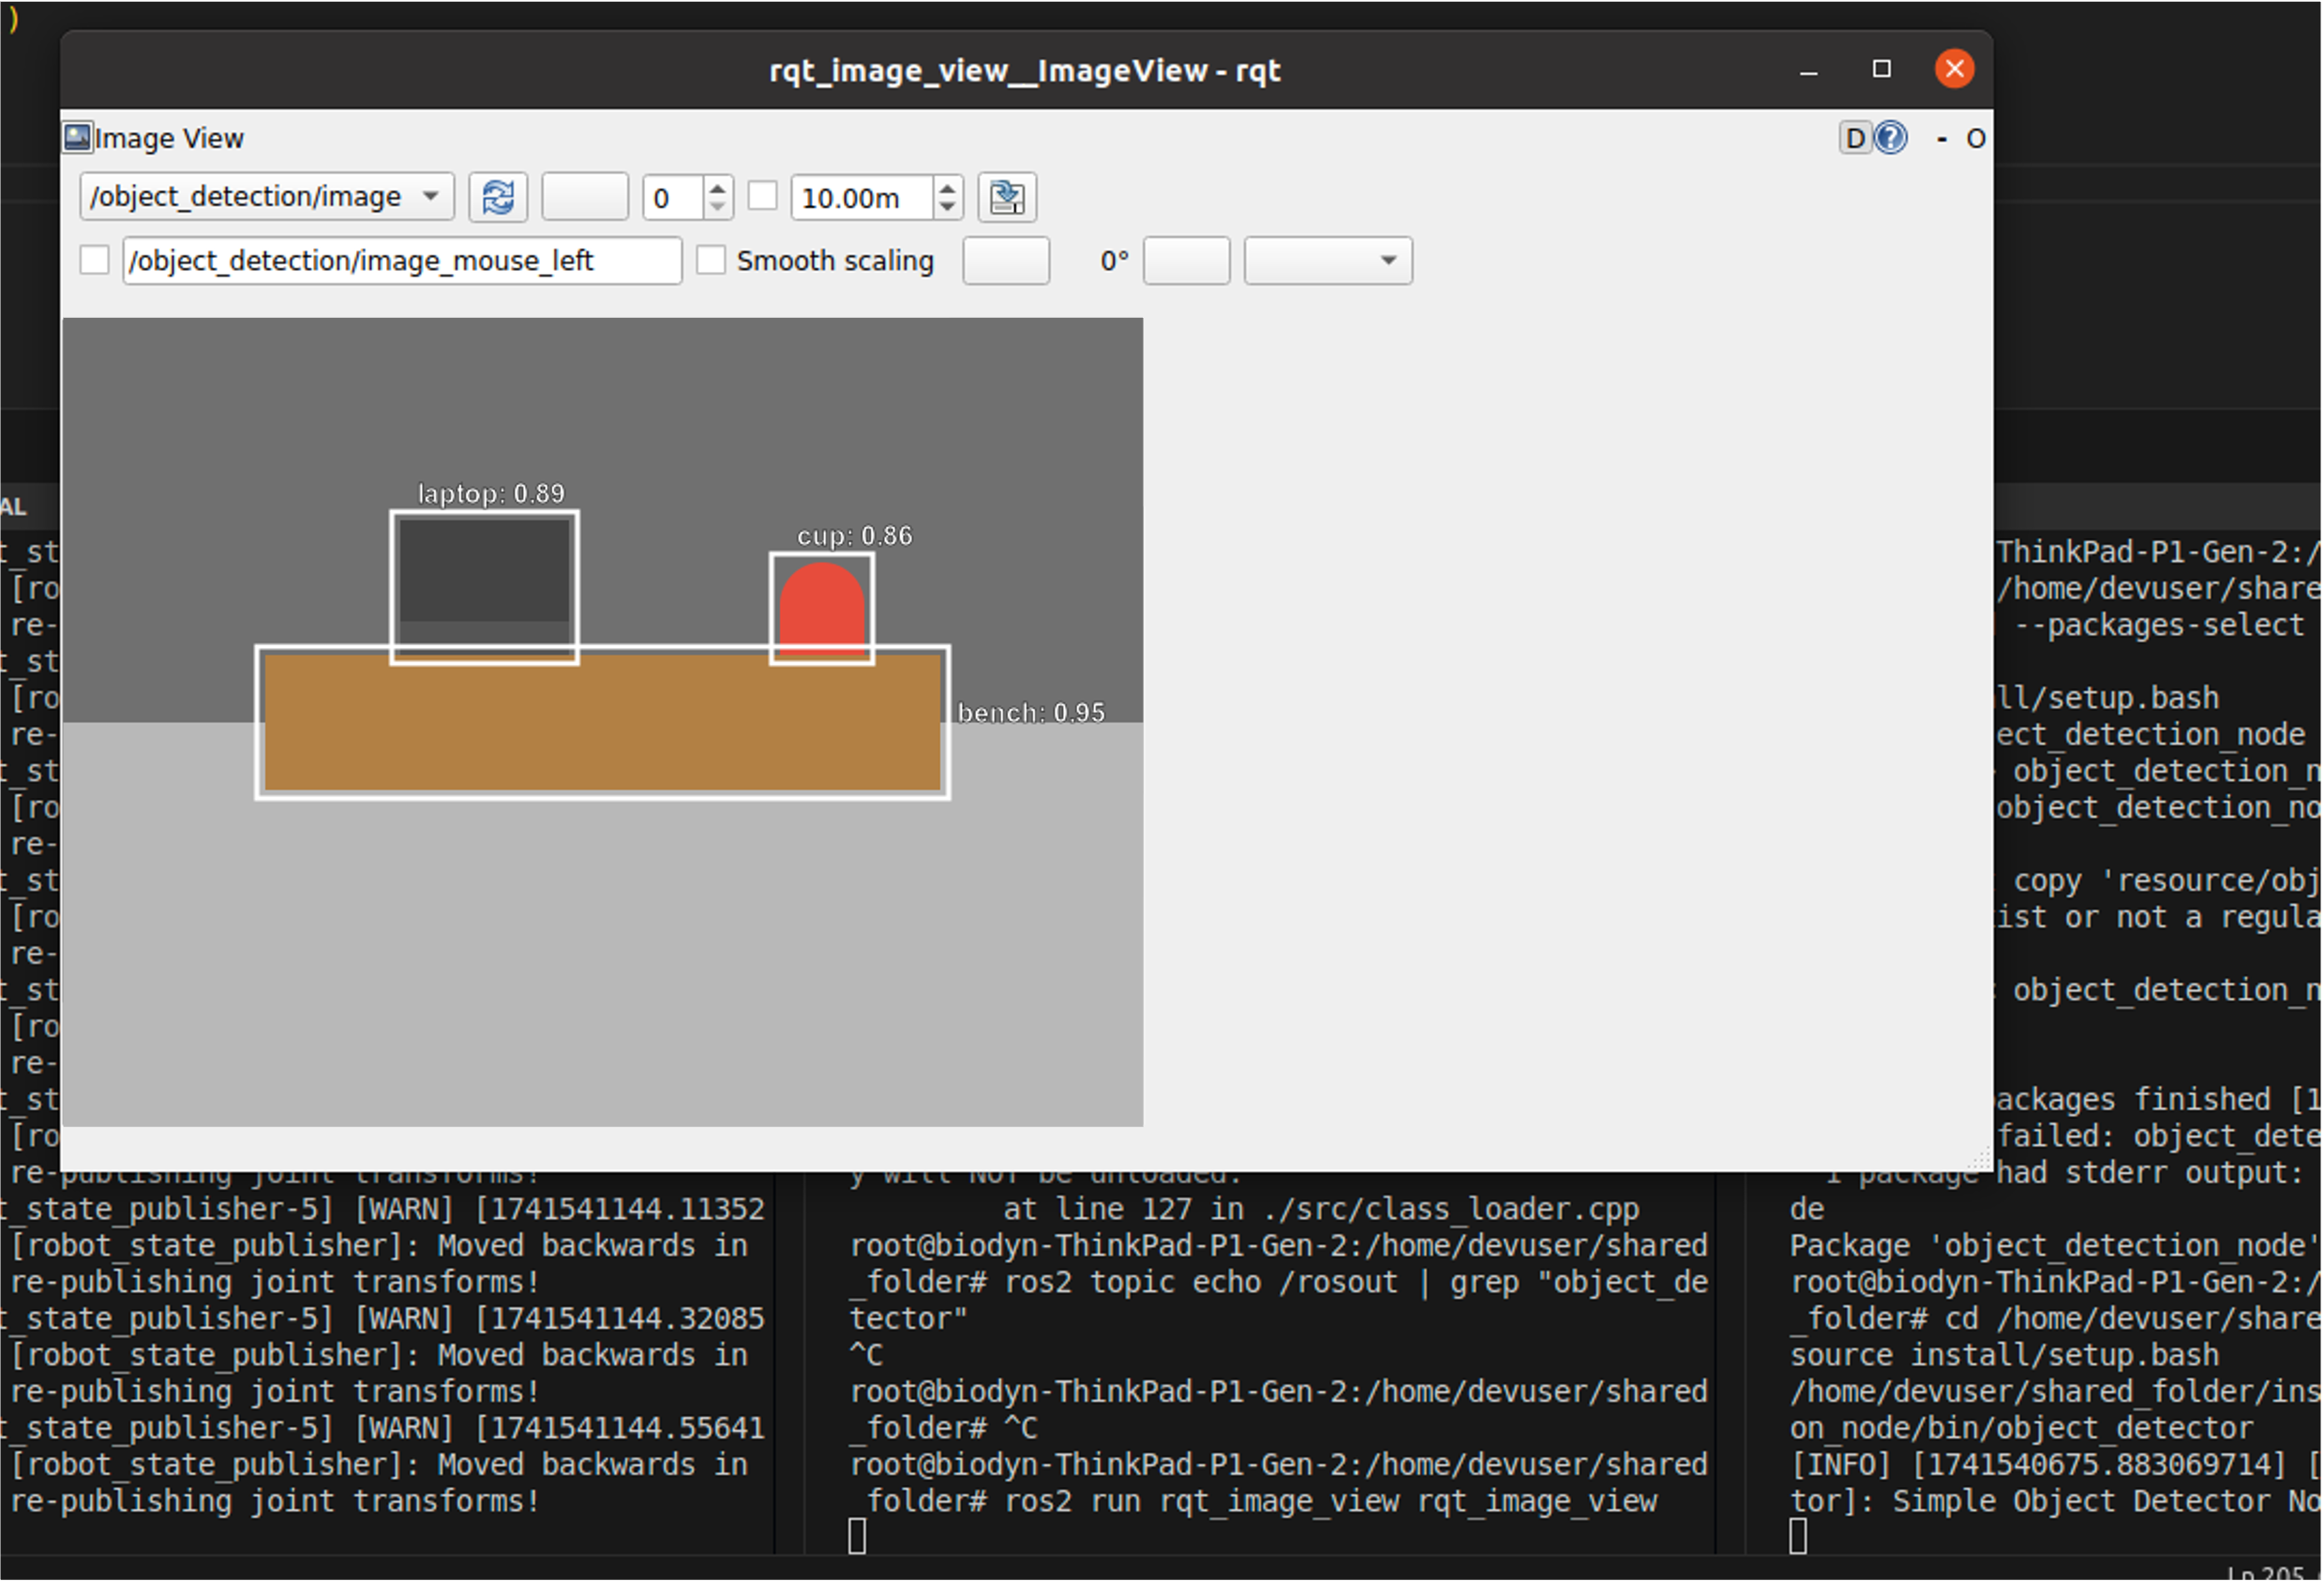 )
rqt_image_view__ImageView - rqt
Image View
D ? - O
/object_detection/image
0
10.00m
/object_detection/image_mouse_left
Smooth scaling
0°
laptop: 0.89
cup: 0.86
bench: 0.95
AL
t_st
[ro
re-
t_st
[ro
re-
t_st
[ro
re-
t_st
[ro
re-
t_st
[ro
re-
t_st
[ro
re-publishing joint transforms!
t_state_publisher-5] [WARN] [1741541144.11352
[robot_state_publisher]: Moved backwards in
re-publishing joint transforms!
t_state_publisher-5] [WARN] [1741541144.32085
[robot_state_publisher]: Moved backwards in
re-publishing joint transforms!
t_state_publisher-5] [WARN] [1741541144.55641
[robot_state_publisher]: Moved backwards in
re-publishing joint transforms!
y will NOT be unloaded.
at line 127 in ./src/class_loader.cpp
root@biodyn-ThinkPad-P1-Gen-2:/home/devuser/shared
_folder# ros2 topic echo /rosout | grep "object_de
tector"
^C
root@biodyn-ThinkPad-P1-Gen-2:/home/devuser/shared
_folder# ^C
root@biodyn-ThinkPad-P1-Gen-2:/home/devuser/shared
_folder# ros2 run rqt_image_view rqt_image_view
ThinkPad-P1-Gen-2:/
/home/devuser/share
--packages-select
ll/setup.bash
ect_detection_node
object_detection_n
object_detection_no
copy 'resource/obj
ist or not a regula
object_detection_n
ackages finished [1
failed: object_dete
1 package had stderr output:
de
Package 'object_detection_node'
root@biodyn-ThinkPad-P1-Gen-2:/
_folder# cd /home/devuser/share
source install/setup.bash
/home/devuser/shared_folder/ins
on_node/bin/object_detector
[INFO] [1741540675.883069714] [
tor]: Simple Object Detector No
Ln 205